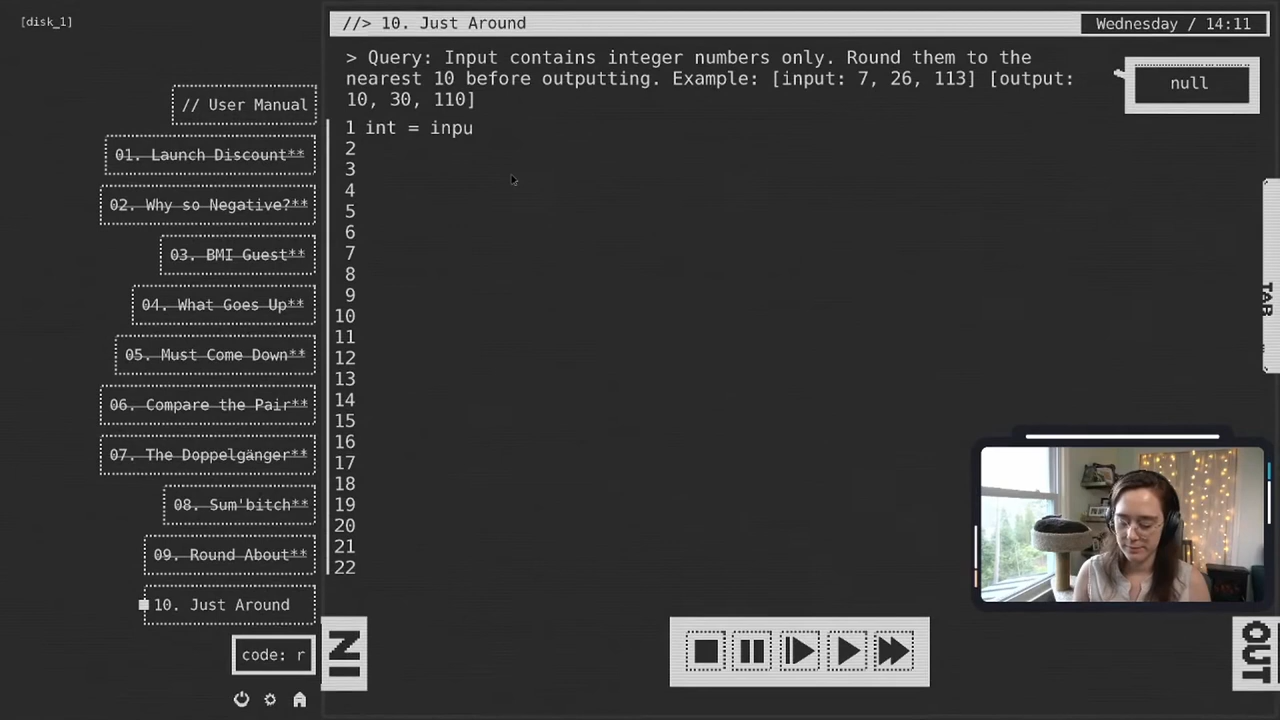 [disk_1]
//> 10. Just Around
Wednesday / 14:11
> Query: Input contains integer numbers only. Round them to the
nearest 10 before outputting. Example: [input: 7, 26, 113] [output:
10, 30, 110]
null
// User Manual
01. Launch Discount**
02. Why so Negative?**
03. BMI Guest**
04. What Goes Up**
05. Must Come Down**
06. Compare the Pair**
07. The Doppelgänger**
08. Sum'bitch**
09. Round About**
10. Just Around
code: r
1 int = inpu
2
3
4
5
6
7
8
9
10
11
12
13
14
15
16
17
18
19
20
21
22
TAB
IN
OUT